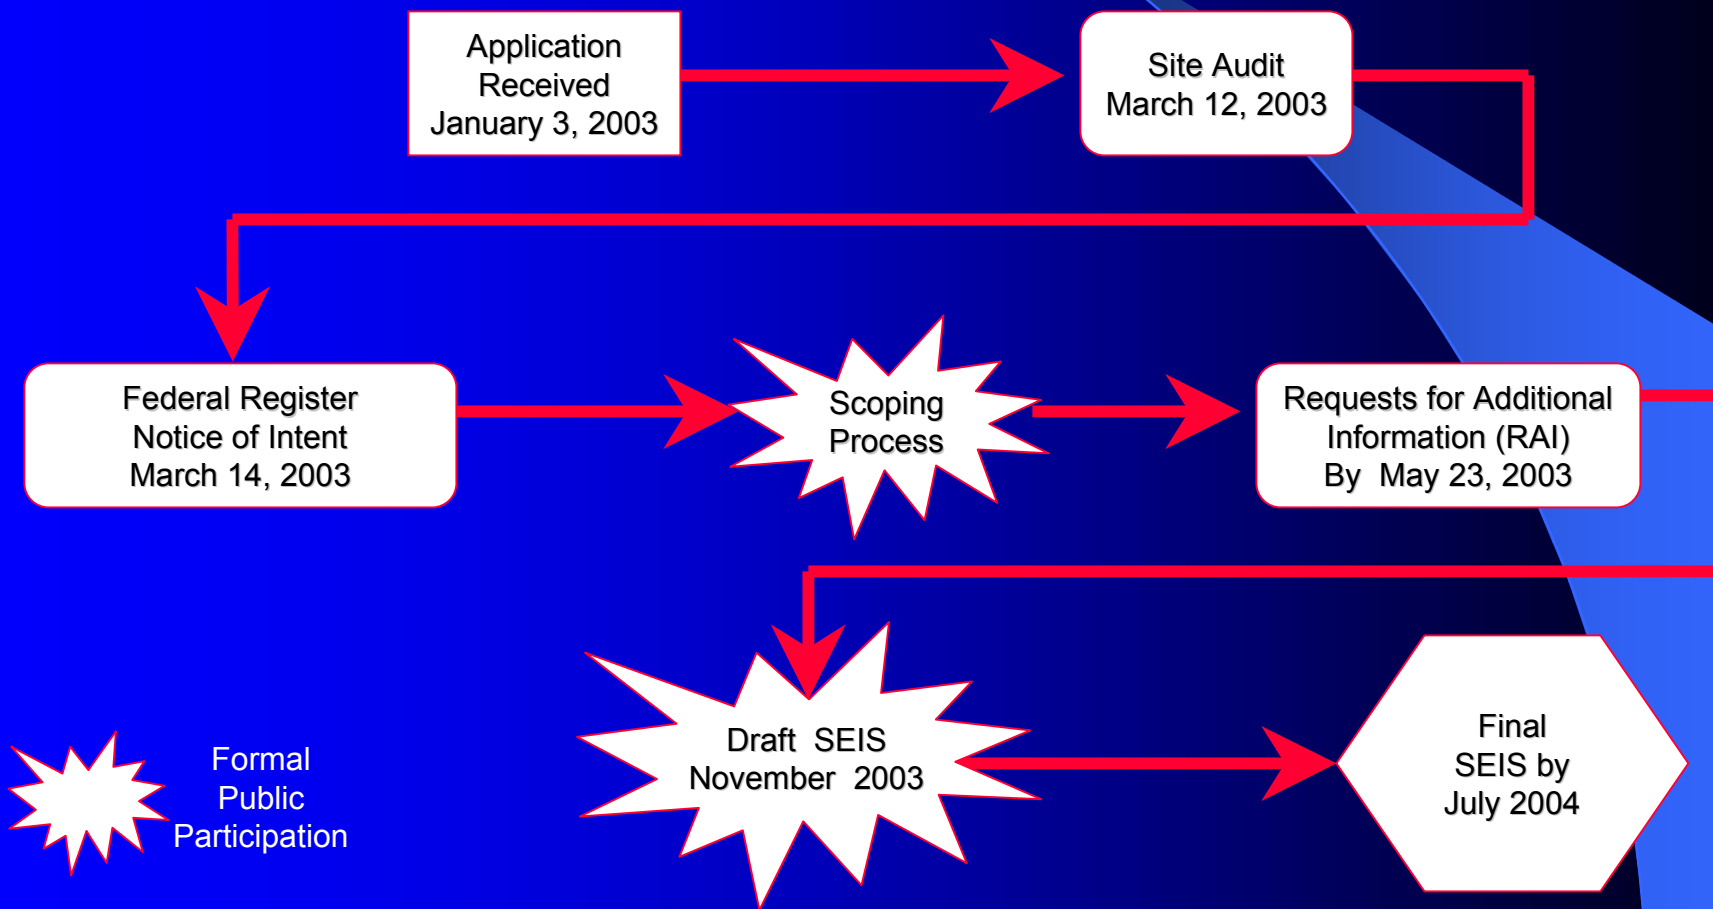 Application
Received
January 3, 2003
Site Audit
March 12, 2003
Federal Register
Notice of Intent
March 14, 2003
Scoping
Process
Requests for Additional
Information (RAI)
By  May 23, 2003
Draft  SEIS
November  2003
Final
SEIS by
July 2004
Formal
Public
Participation